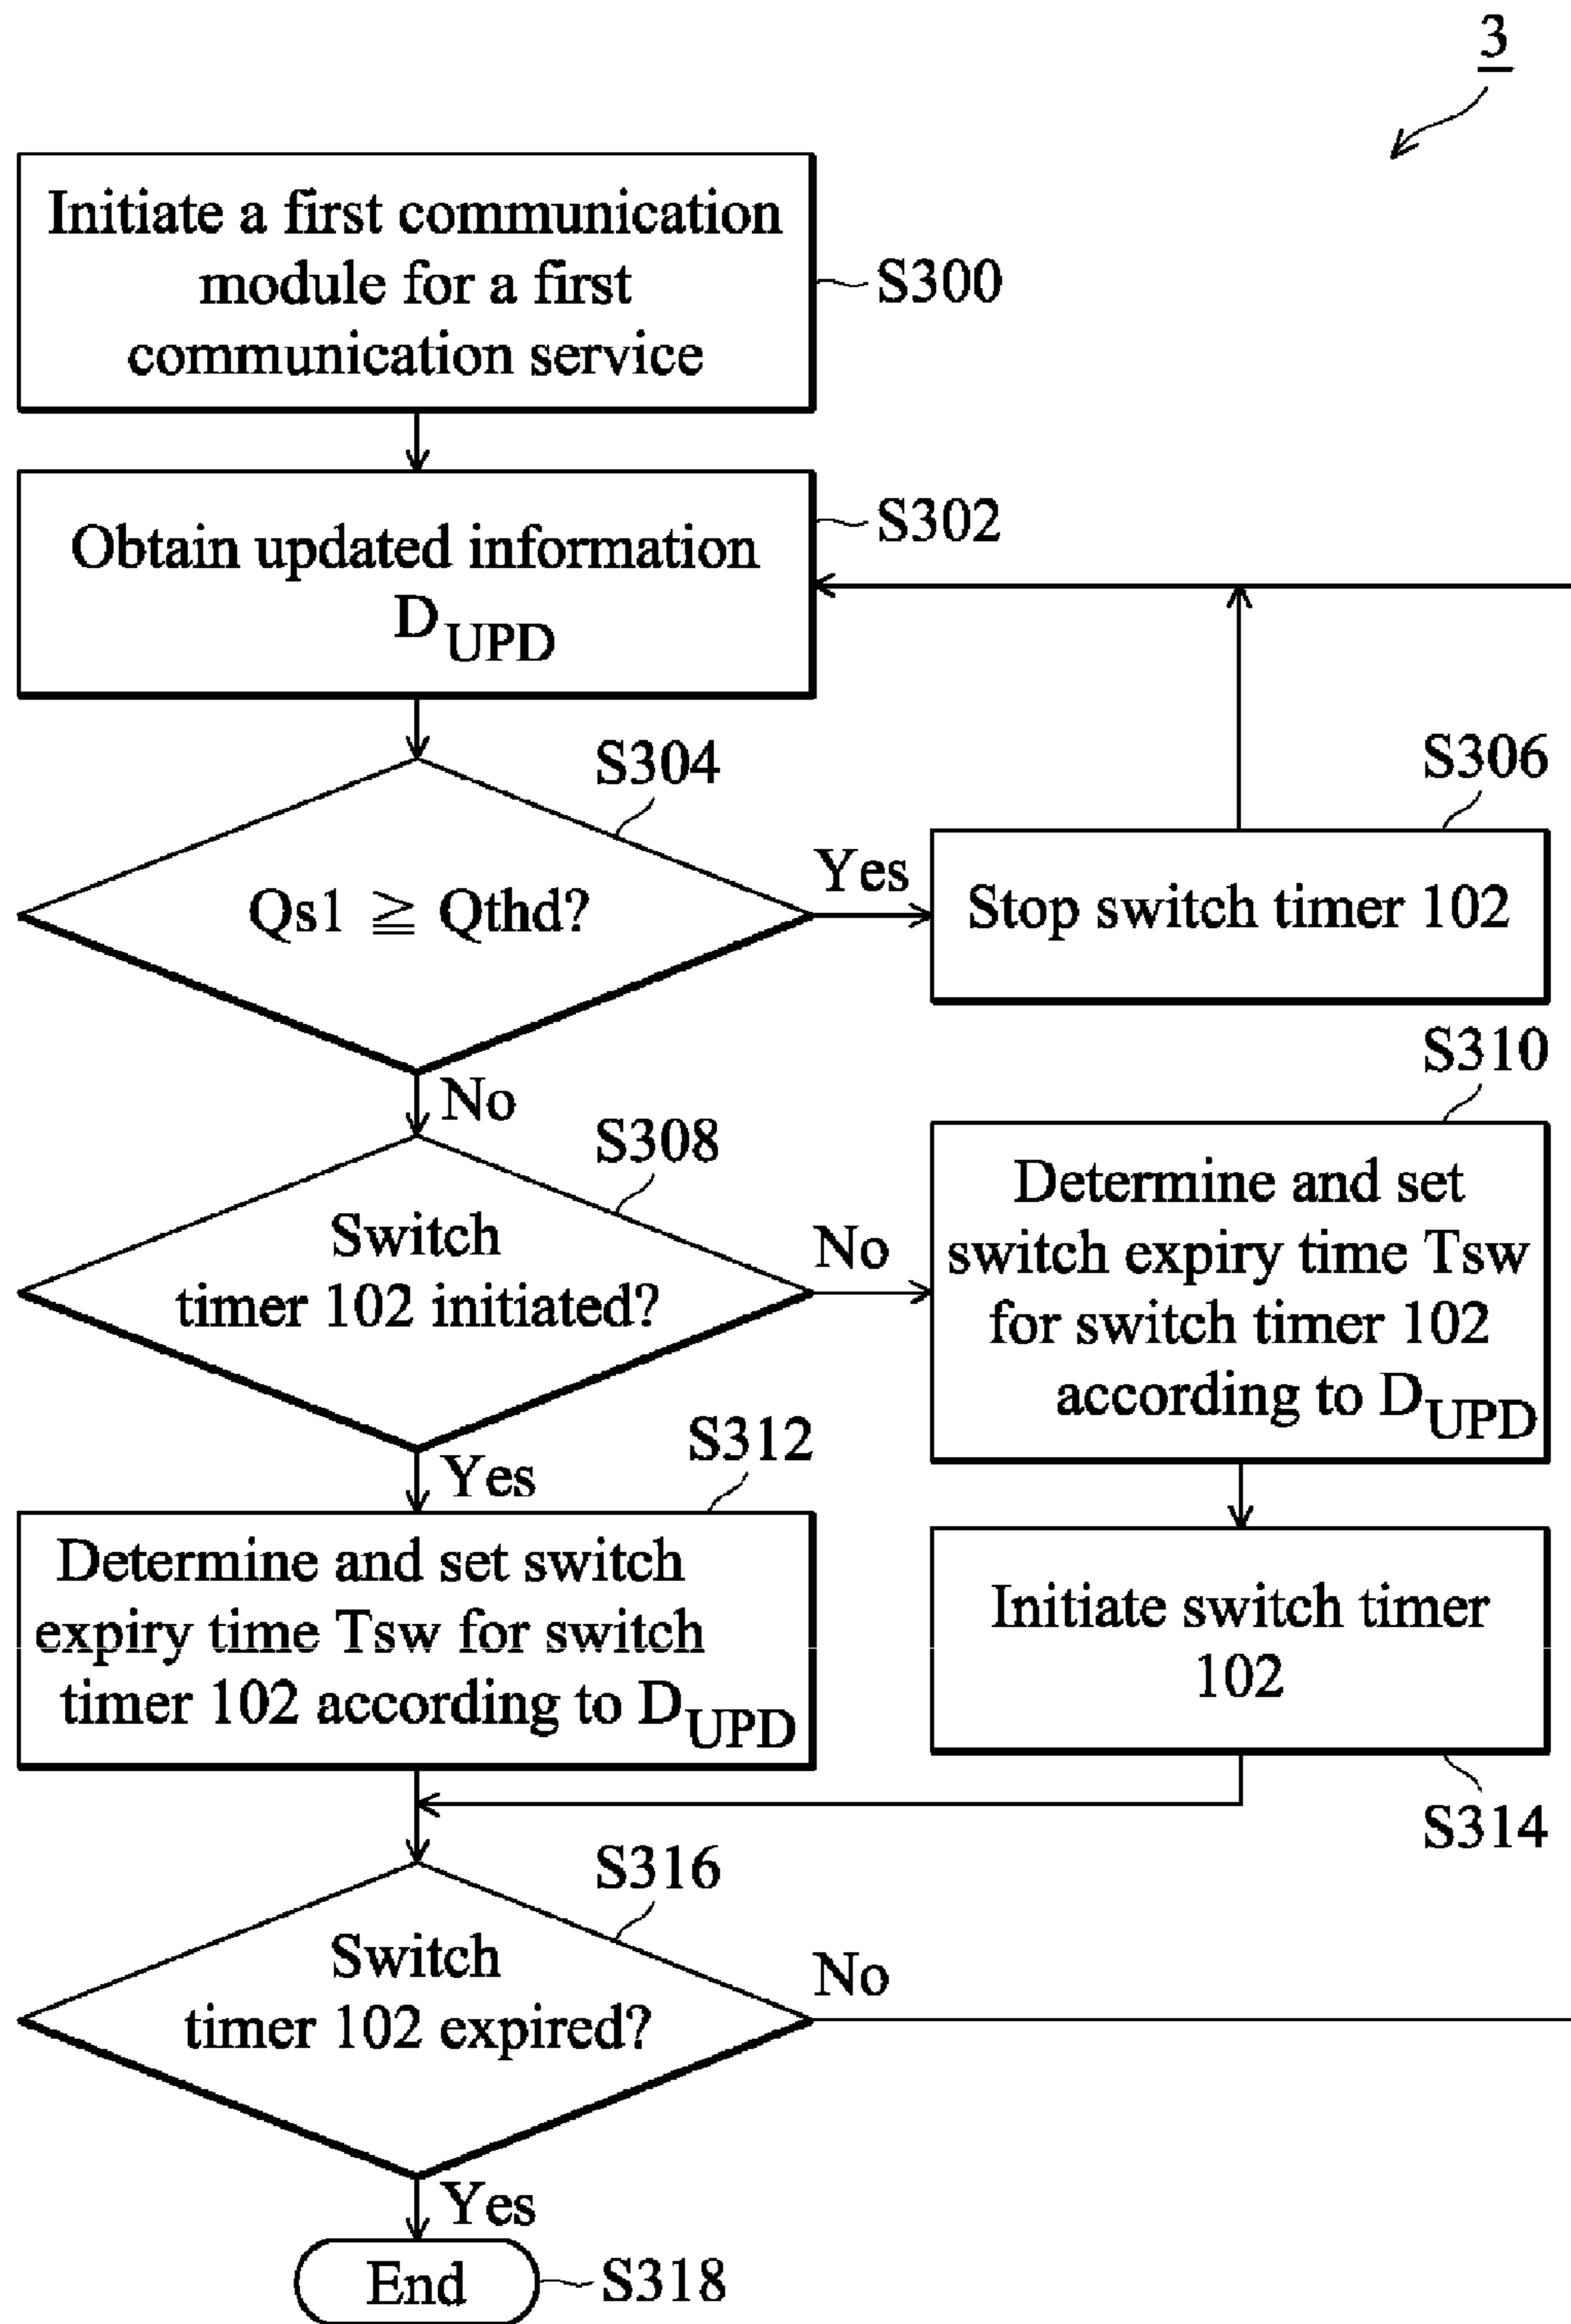 3
Initiate a first communication
module for a first
communication service
S300
Obtain updated information
D_UPD
S302
S304
Qs1 ≧ Qthd?
Yes
S306
Stop switch timer 102
No
S308
Switch
timer 102 initiated?
No
S310
Determine and set
switch expiry time Tsw
for switch timer 102
according to D_UPD
Yes
S312
Determine and set switch
expiry time Tsw for switch
timer 102 according to D_UPD
Initiate switch timer
102
S314
S316
Switch
timer 102 expired?
No
Yes
End
S318